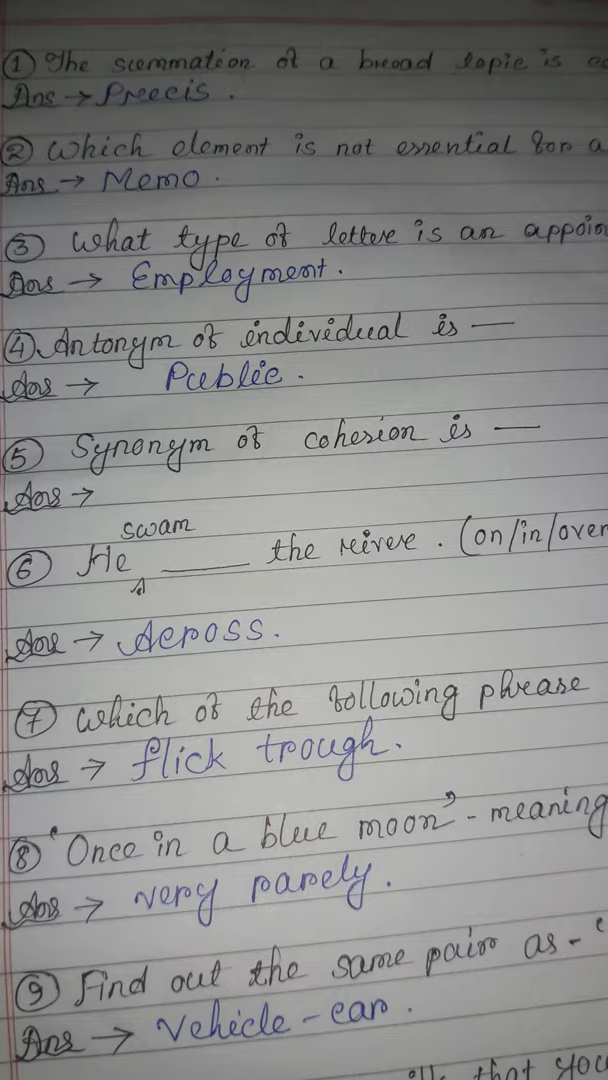 ① The summation of a broad topic is
Ans → Precis.
② Which element is not essential for a
Ans → Memo.
③ What type of letter is an appoin
Ans → Employment.
④ Antonym of individual is —
Ans → Public.
⑤ Synonym of cohesion is —
Ans →
swam
⑥ He ____ the river. (on/in/over
Ans → Across.
⑦ Which of the following phrase
Ans → flick trough.
⑧ 'Once in a blue moon' - meaning
Ans → very rarely.
⑨ Find out the same pair as - '
Ans → Vehicle - car.
that you